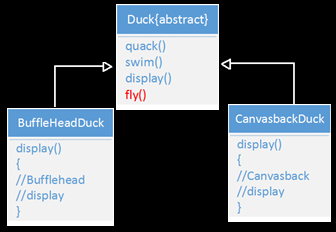 Duck{abstract}
quack()
swim()
display()
fly()
BuffleHeadDuck
display()
{
//Bufflehead
//display
}
CanvasbackDuck
display()
{
//Canvasback
//display
}